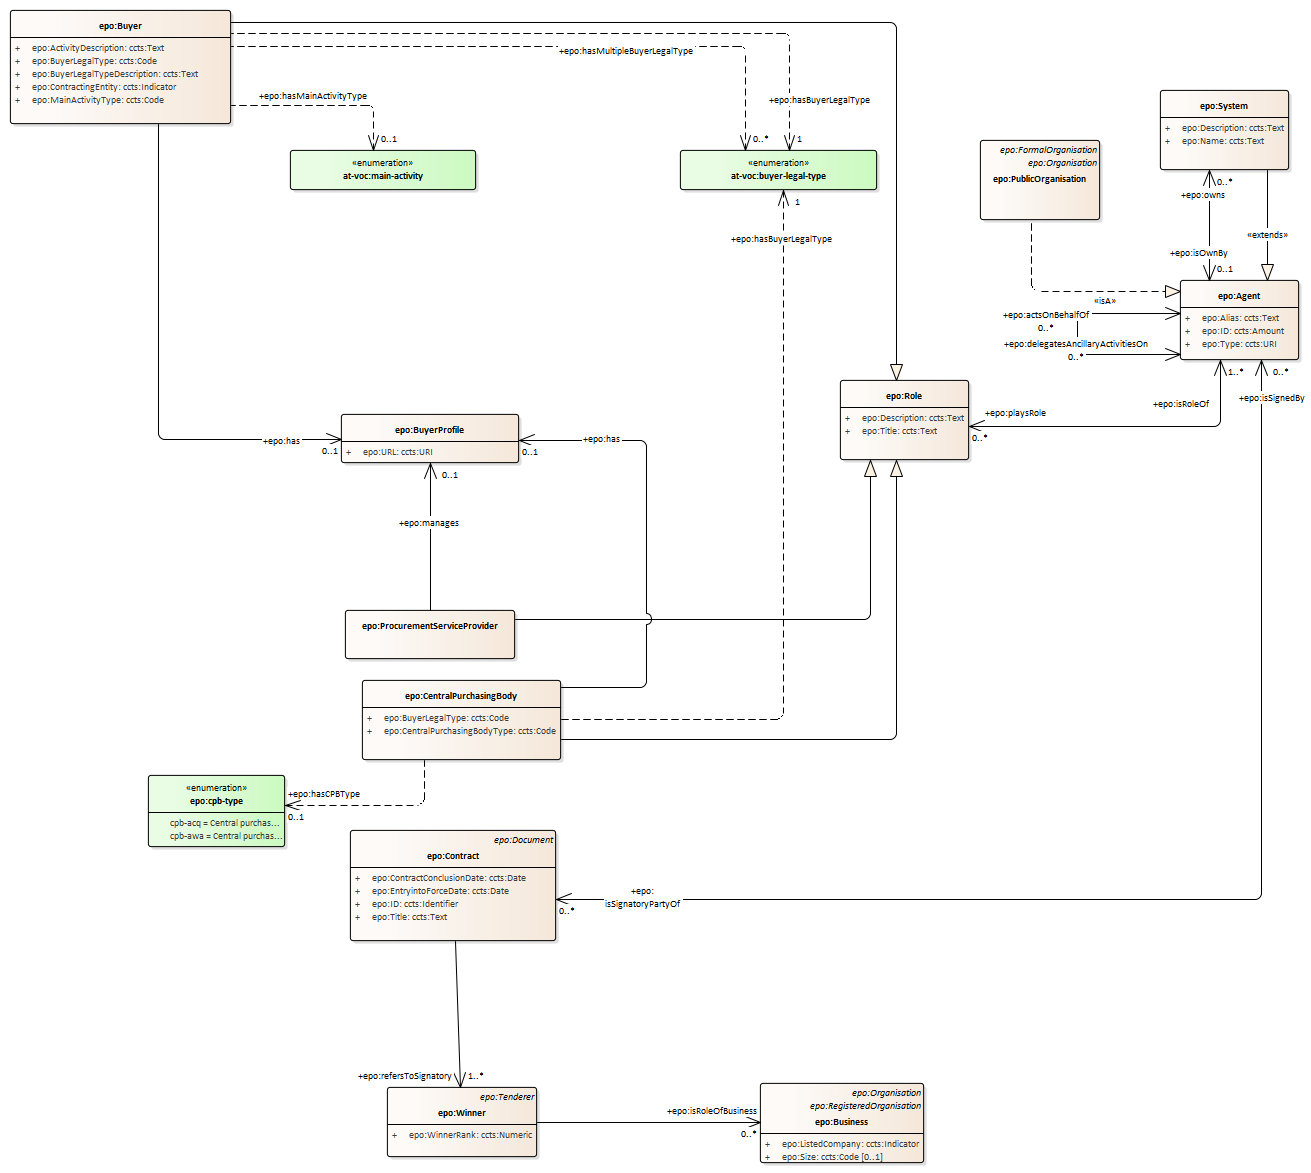 epo:Buyer
+ epo:ActivityDescription: ccts:Text
+ epo:BuyerLegalType: ccts:Code
+ epo:BuyerLegalTypeDescription: ccts:Text
+ epo:ContractingEntity: ccts:Indicator
+ epo:MainActivityType: ccts:Code
+epo:hasMultipleBuyerLegalType
+epo:hasMainActivityType
+epo:hasBuyerLegalType
0..1
0..*
1
«enumeration»
at-voc:main-activity
«enumeration»
at-voc:buyer-legal-type
1
+epo:hasBuyerLegalType
epo:System
+ epo:Description: ccts:Text
+ epo:Name: ccts:Text
epo:FormalOrganisation
epo:Organisation
epo:PublicOrganisation
0..*
+epo:owns
«extends»
+epo:isOwnBy
0..1
«isA»
epo:Agent
+ epo:Alias: ccts:Text
+ epo:ID: ccts:Amount
+ epo:Type: ccts:URI
+epo:actsOnBehalfOf
0..*
+epo:delegatesAncillaryActivitiesOn
0..*
1..*
0..*
+epo:isRoleOf
+epo:isSignedBy
epo:Role
+ epo:Description: ccts:Text
+ epo:Title: ccts:Text
+epo:playsRole
0..*
+epo:has
0..1
epo:BuyerProfile
+ epo:URL: ccts:URI
+epo:has
0..1
0..1
+epo:manages
epo:ProcurementServiceProvider
epo:CentralPurchasingBody
+ epo:BuyerLegalType: ccts:Code
+ epo:CentralPurchasingBodyType: ccts:Code
«enumeration»
epo:cpb-type
cpb-acq = Central purchas...
cpb-awa = Central purchas...
+epo:hasCPBType
0..1
epo:Document
epo:Contract
+ epo:ContractConclusionDate: ccts:Date
+ epo:EntryintoForceDate: ccts:Date
+ epo:ID: ccts:Identifier
+ epo:Title: ccts:Text
+epo:
isSignatoryPartyOf
0..*
+epo:refersToSignatory
1..*
epo:Tenderer
epo:Winner
+ epo:WinnerRank: ccts:Numeric
+epo:isRoleOfBusiness
0..*
epo:Organisation
epo:RegisteredOrganisation
epo:Business
+ epo:ListedCompany: ccts:Indicator
+ epo:Size: ccts:Code [0..1]